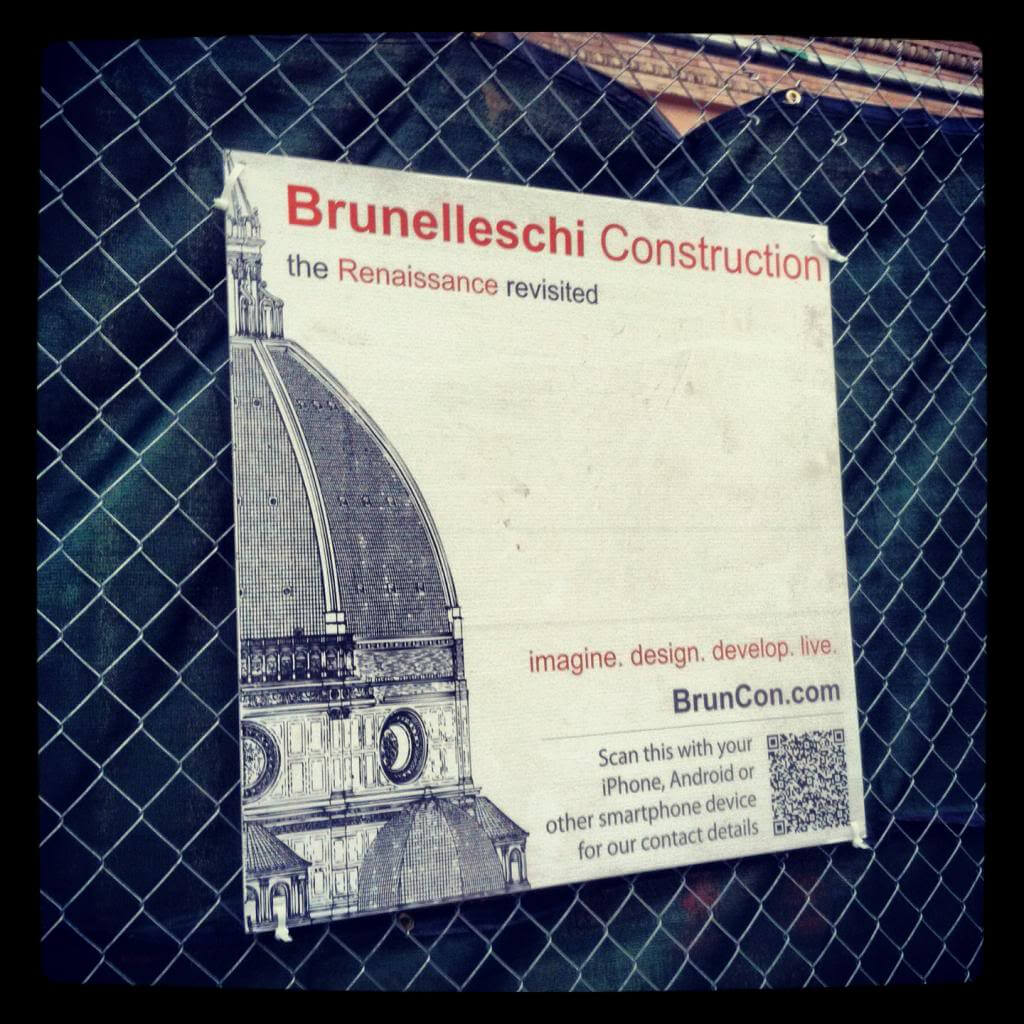 Brunelleschi Construction
the Renaissance revisited
imagine. design. develop. live.
BrunCon.com
Scan this with your
iPhone, Android or
other smartphone device
for our contact details